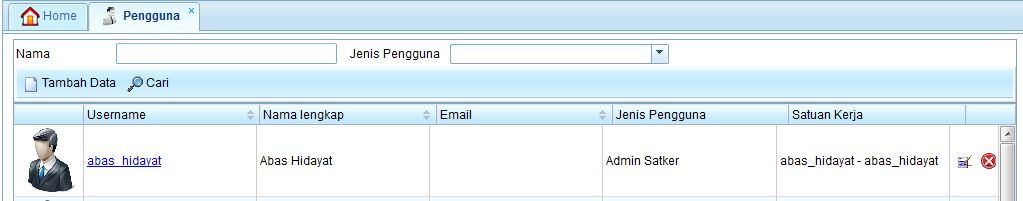 Home Pengguna ×
Nama Jenis Pengguna
Tambah Data Cari
Username Nama lengkap Email Jenis Pengguna Satuan Kerja
abas_hidayat Abas Hidayat Admin Satker abas_hidayat - abas_hidayat